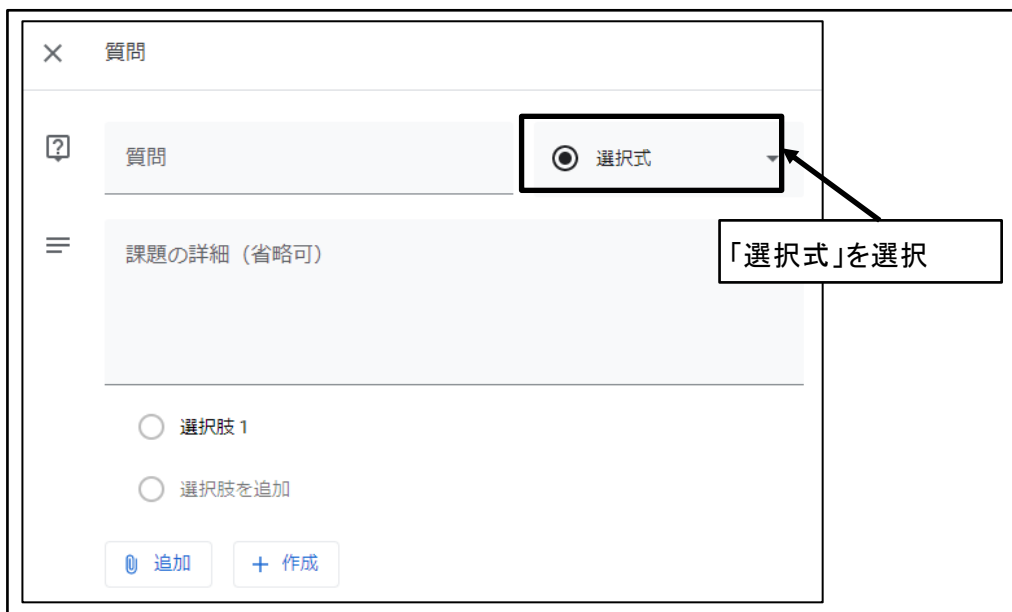 質問
質問
選択式
「選択式」を選択
課題の詳細（省略可）
選択肢 1
選択肢を追加
追加
作成